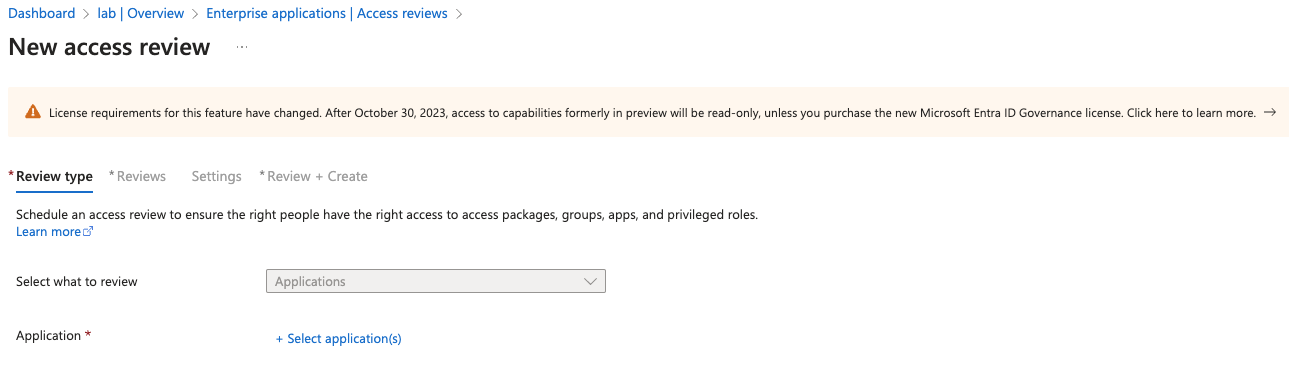 Dashboard > lab | Overview > Enterprise applications | Access reviews >
New access review ...
License requirements for this feature have changed. After October 30, 2023, access to capabilities formerly in preview will be read-only, unless you purchase the new Microsoft Entra ID Governance license. Click here to learn more. →
* Review type * Reviews Settings * Review + Create
Schedule an access review to ensure the right people have the right access to access packages, groups, apps, and privileged roles.
Learn more
Select what to review Applications
Application * + Select application(s)